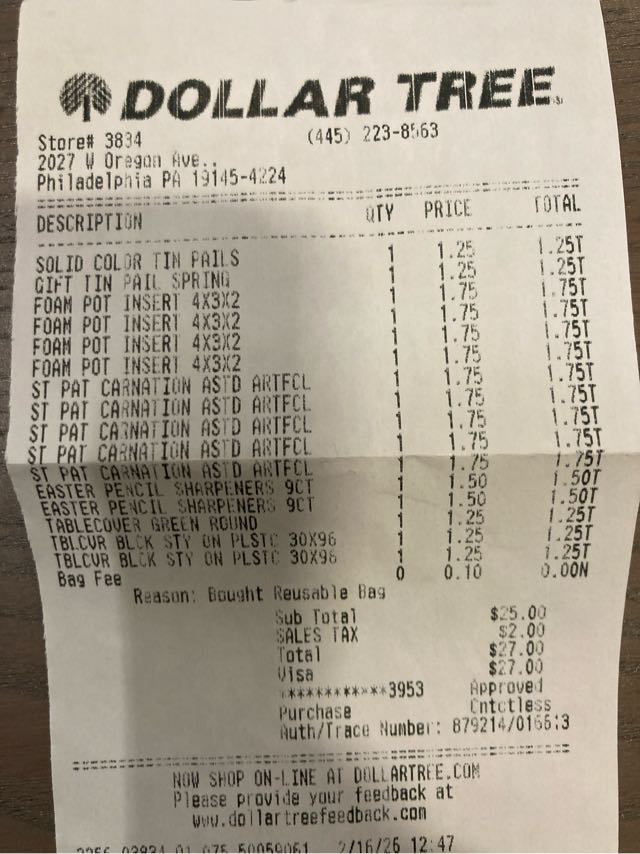 DOLLAR TREE
Store# 3834 (445)
2027 W Oregon Ave..
Philadelphia PA 19145-4224
DESCRIPTION QTY PRICE TOTAL
SOLID COLOR TIN PAILS 1 1.25 1.25T
GIFT TIN PAIL SPRING 1 1.25 1.25T
FOAM POT INSERT 4X3X2 1 1.75 1.75T
FOAM POT INSERT 4X3X2 1 1.75 1.75T
FOAM POT INSERT 4X3X2 1 1.75 1.75T
FOAM POT INSERT 4X3X2 1 1.75 1.75T
ST PAT CARNATION ASTD ARTFCL 1 1.75 1.75T
ST PAT CARNATION ASTD ARTFCL 1 1.75 1.75T
ST PAT CARNATION ASTD ARTFCL 1 1.75 1.75T
ST PAT CARNATION ASTD ARTFCL 1 1.75 1.75T
ST PAT CARNATION ASTD ARTFCL 1 1.75 1.75T
EASTER PENCIL SHARPENERS 9CT 1 1.50 1.50T
EASTER PENCIL SHARPENERS 9CT 1 1.50 1.50T
TABLECOVER GREEN ROUND 1 1.25 1.25T
TBLCVR BLCK STY ON PLSTC 30X96 1 1.25 1.25T
TBLCVR BLCK STY ON PLSTC 30X96 1 1.25 1.25T
Bag Fee 0 0.10 0.00N
Reason: Bought Reusable Bag
Sub Total $25.00
SALES TAX $2.00
Total $27.00
Visa $27.00
***********3953 Approved
Purchase Cntctless
Auth/Trace Number:
NOW SHOP ON-LINE AT DOLLARTREE.COM
Please provide your feedback at
www.dollartreefeedback.com
2/16/26 12:47